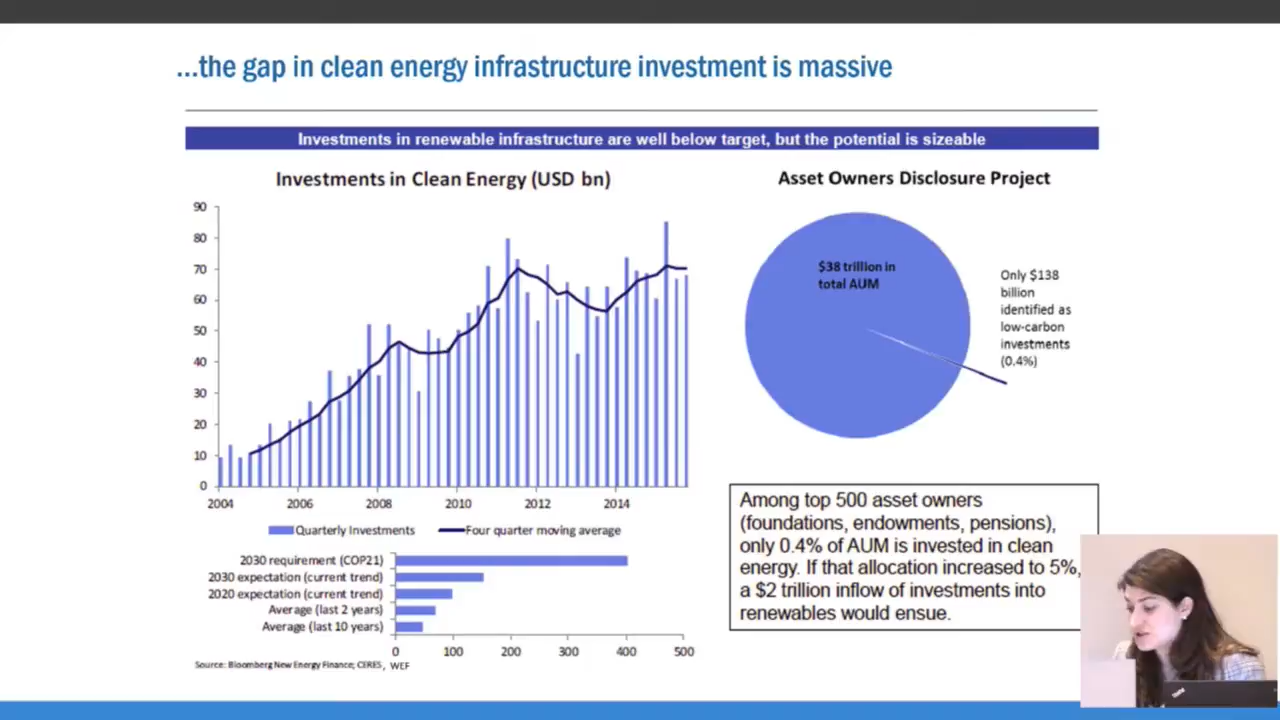 ...the gap in clean energy infrastructure investment is massive
Investments in renewable infrastructure are well below target, but the potential is sizeable
Investments in Clean Energy (USD bn)
90
80
70
60
50
40
30
20
10
0
2004 2006 2008 2010 2012 2014
Quarterly Investments Four quarter moving average
2030 requirement (COP21)
2030 expectation (current trend)
2020 expectation (current trend)
Average (last 2 years)
Average (last 10 years)
0 100 200 300 400 500
Source: Bloomberg New Energy Finance; CERES, WEF
Asset Owners Disclosure Project
$38 trillion in
total AUM
Only $138
billion
identified as
low-carbon
investments
(0.4%)
Among top 500 asset owners
(foundations, endowments, pensions),
only 0.4% of AUM is invested in clean
energy. If that allocation increased to 5%,
a $2 trillion inflow of investments into
renewables would ensue.